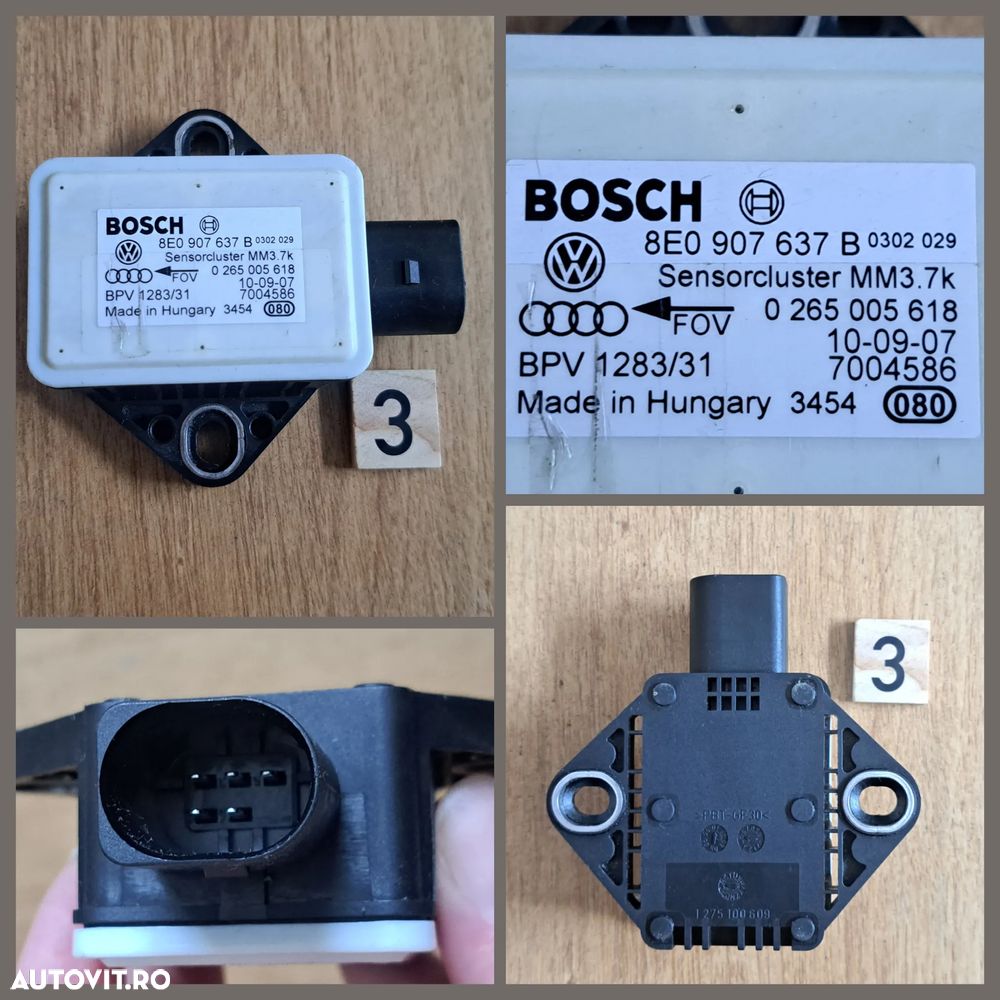 BOSCH
8E0 907 637 B 0302 029
Sensorcluster MM3.7k
FOV 0 265 005 618
10-09-07
BPV 1283/31 7004586
Made in Hungary 3454 080
3
BOSCH
8E0 907 637 B 0302 029
Sensorcluster MM3.7k
0 265 005 618
FOV
10-09-07
BPV 1283/31 7004586
Made in Hungary 3454 080
3
>PBT-GF30<
1 275 100 609
AUTOVIT.RO